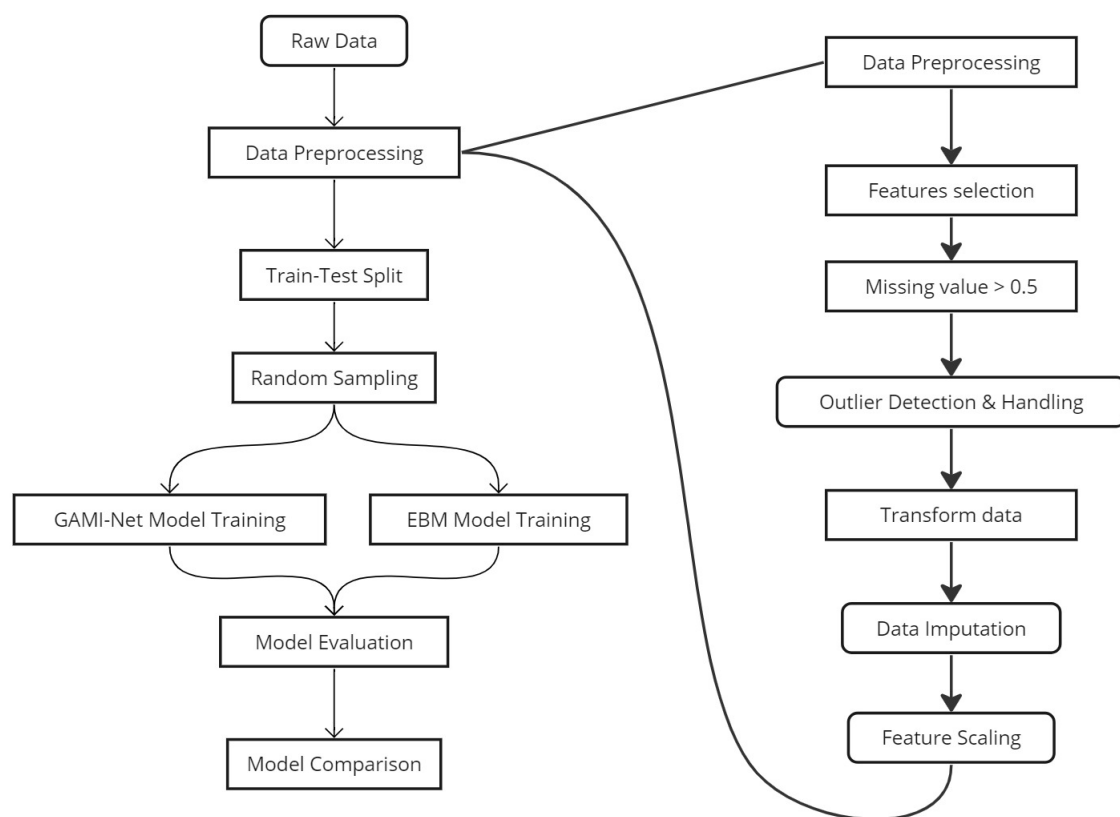 Raw Data
Data Preprocessing
Train-Test Split
Random Sampling
GAMI-Net Model Training
EBM Model Training
Model Evaluation
Model Comparison
Data Preprocessing
Features selection
Missing value > 0.5
Outlier Detection & Handling
Transform data
Data Imputation
Feature Scaling